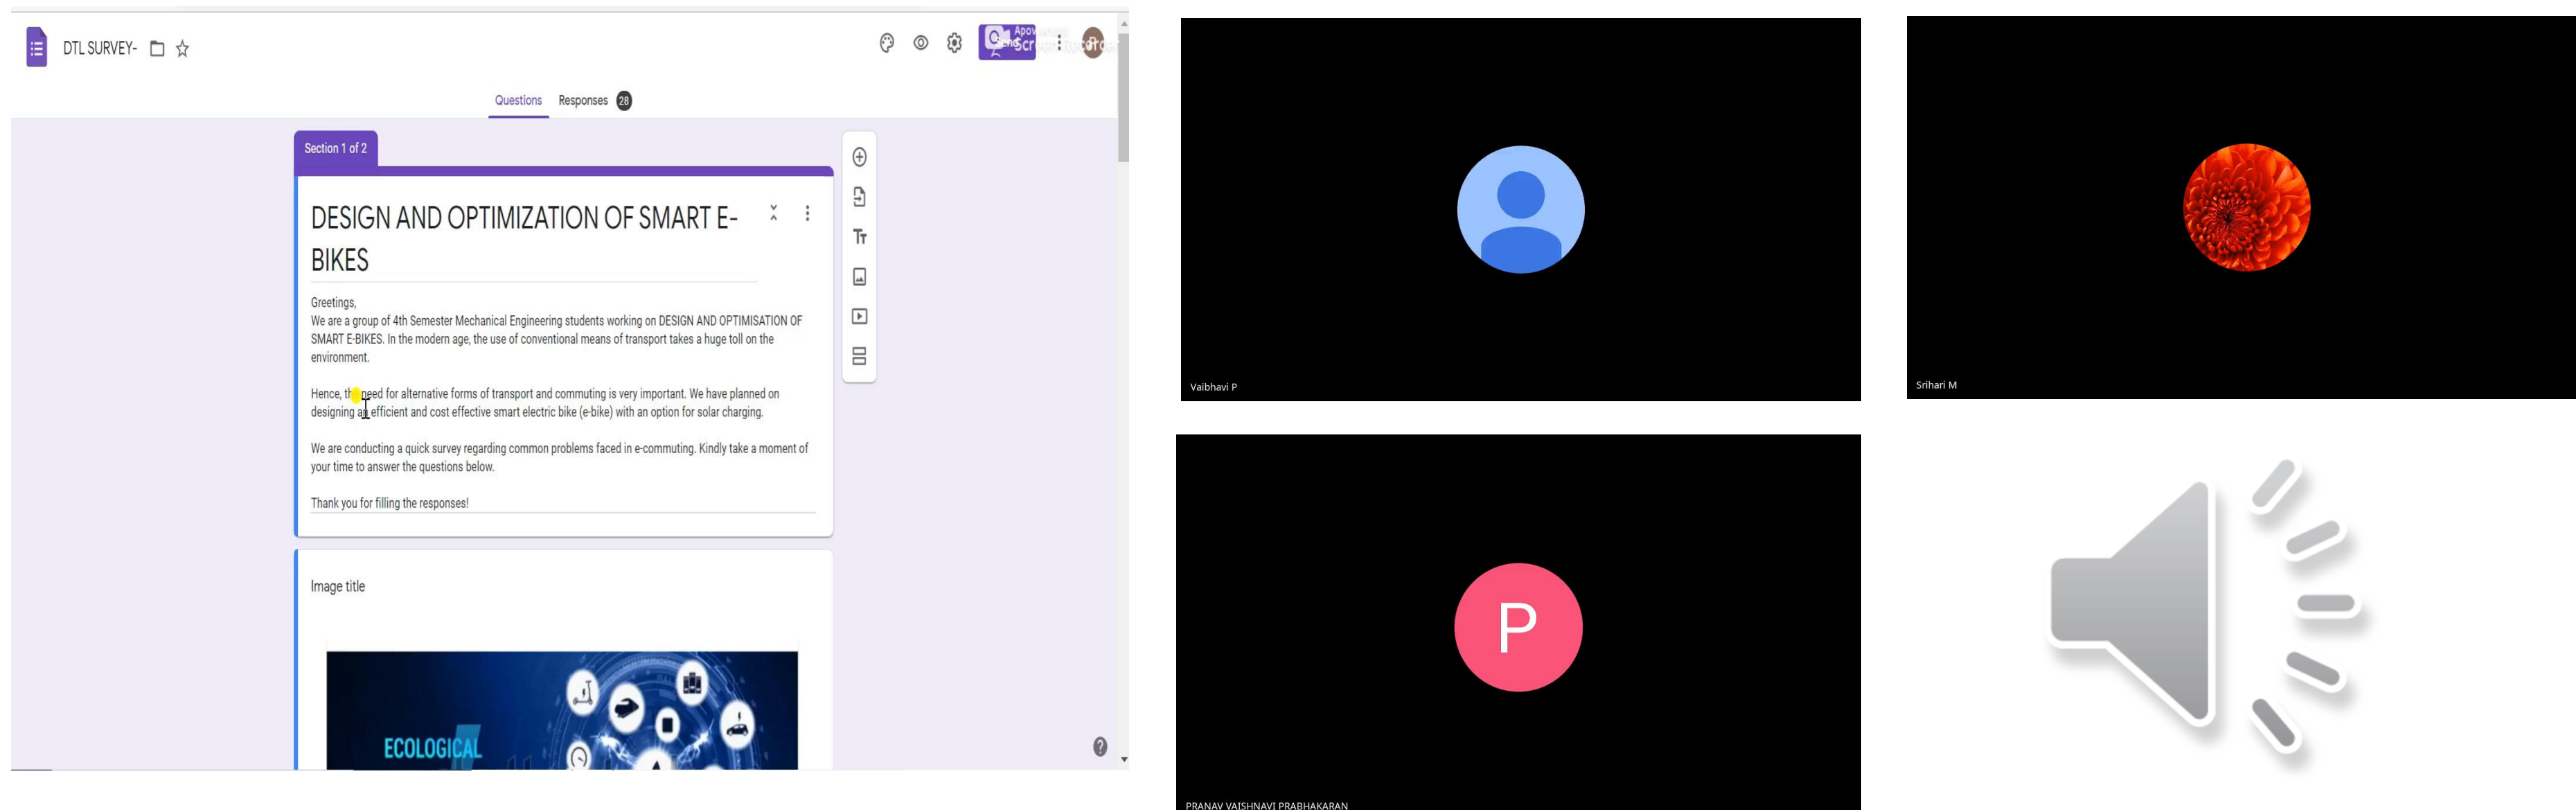 DTL SURVEY-
Apow
Screen Recorder
Questions
Responses
28
Section 1 of 2
DESIGN AND OPTIMIZATION OF SMART E-
BIKES
Greetings,
We are a group of 4th Semester Mechanical Engineering students working on DESIGN AND OPTIMISATION OF
SMART E-BIKES. In the modern age, the use of conventional means of transport takes a huge toll on the
environment.
Hence, the need for alternative forms of transport and commuting is very important. We have planned on
designing an efficient and cost effective smart electric bike (e-bike) with an option for solar charging.
We are conducting a quick survey regarding common problems faced in e-commuting. Kindly take a moment of
your time to answer the questions below.
Thank you for filling the responses!
Image title
ECOLOGICAL
Vaibhavi P
Srihari M
P
PRANAV VAISHNAVI PRABHAKARAN